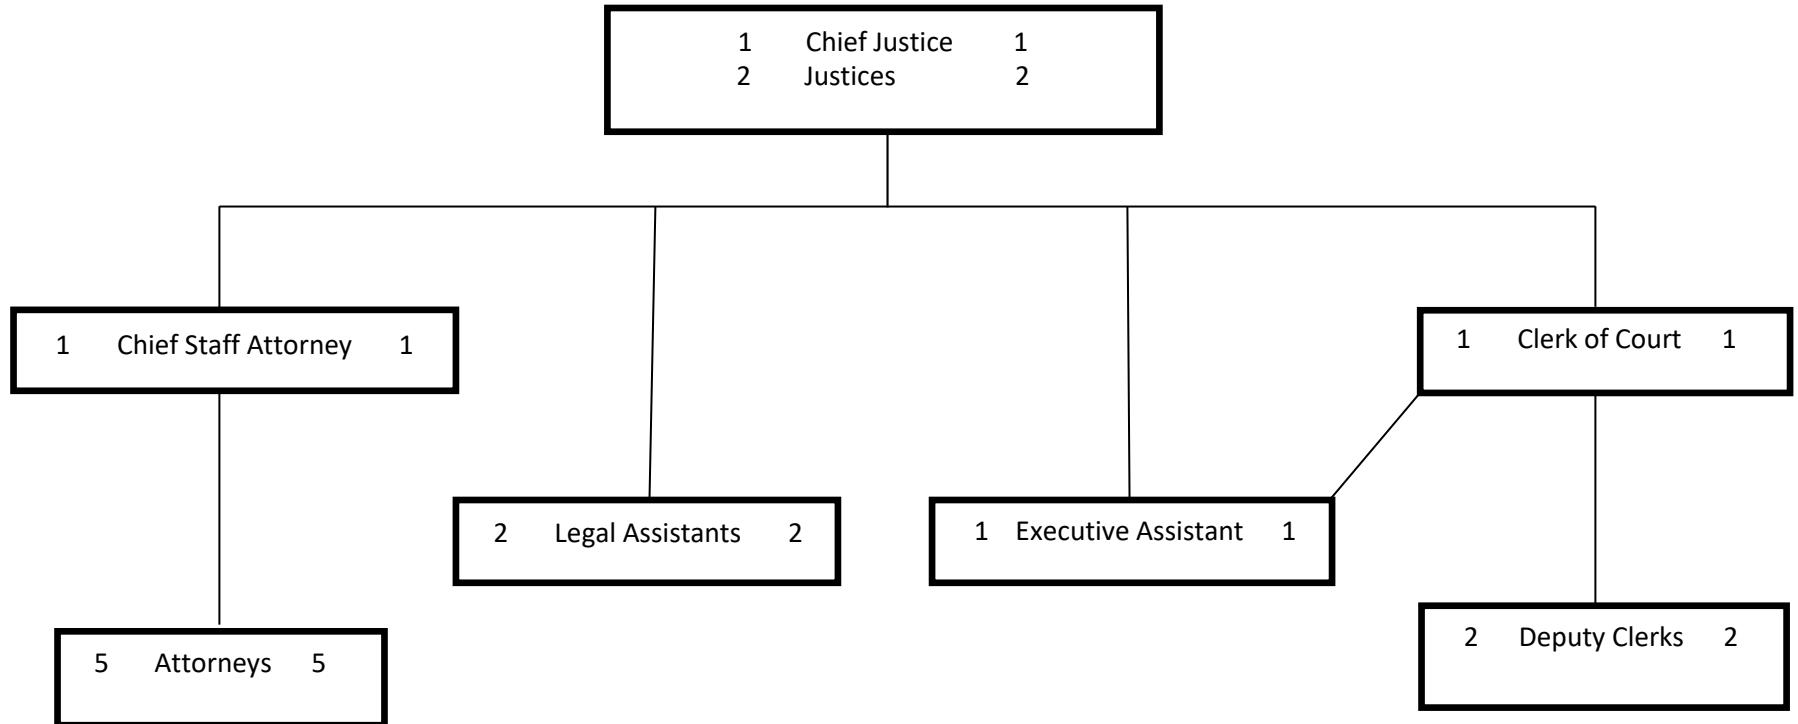 1 Chief Justice 1
2 Justices 2
1 Chief Staff Attorney 1
1 Clerk of Court 1
2 Legal Assistants 2
1 Executive Assistant 1
5 Attorneys 5
2 Deputy Clerks 2